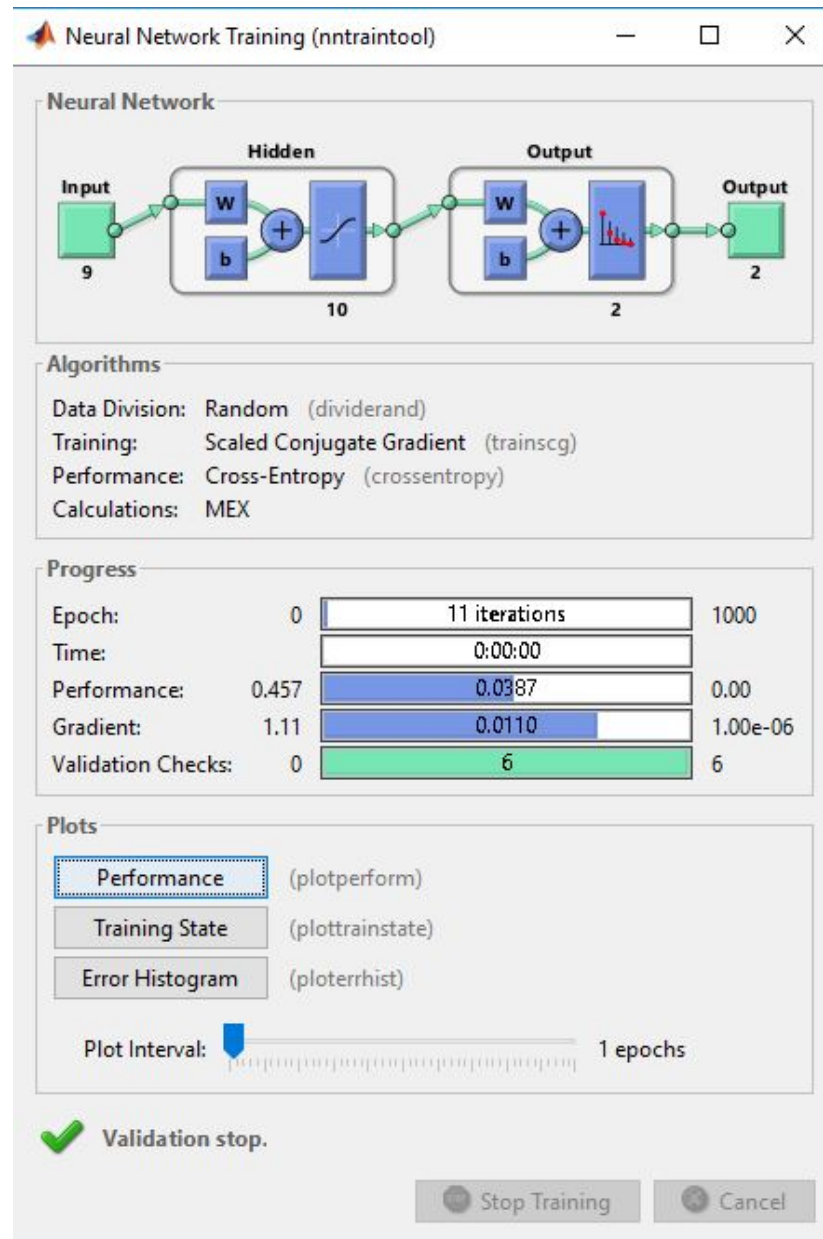 Neural Network Training (nntraintool)
Neural Network
Hidden
Output
Input
Output
W
b
+
W
b
+
9
10
2
2
Algorithms
Data Division: Random (dividerand)
Training: Scaled Conjugate Gradient (trainscg)
Performance: Cross-Entropy (crossentropy)
Calculations: MEX
Progress
Epoch: 0 11 iterations 1000
Time: 0:00:00
Performance: 0.457 0.0387 0.00
Gradient: 1.11 0.0110 1.00e-06
Validation Checks: 0 6 6
Plots
Performance (plotperform)
Training State (plottrainstate)
Error Histogram (ploterrhist)
Plot Interval: 1 epochs
Validation stop.
Stop Training Cancel